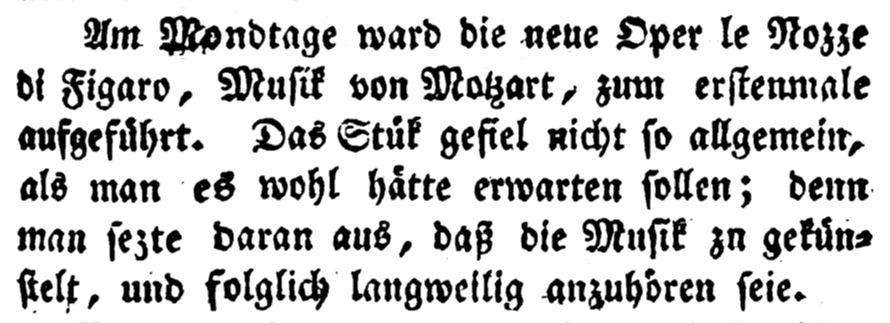 Am Mondtage ward die neue Oper le Nozze
di Figaro, Musik von Motzart, zum erstenmale
aufgeführt. Das Stük gefiel nicht so allgemein,
als man es wohl hätte erwarten sollen; denn
man sezte daran aus, daß die Musik zn gekün-
stelt, und folglich langweilig anzuhören seie.